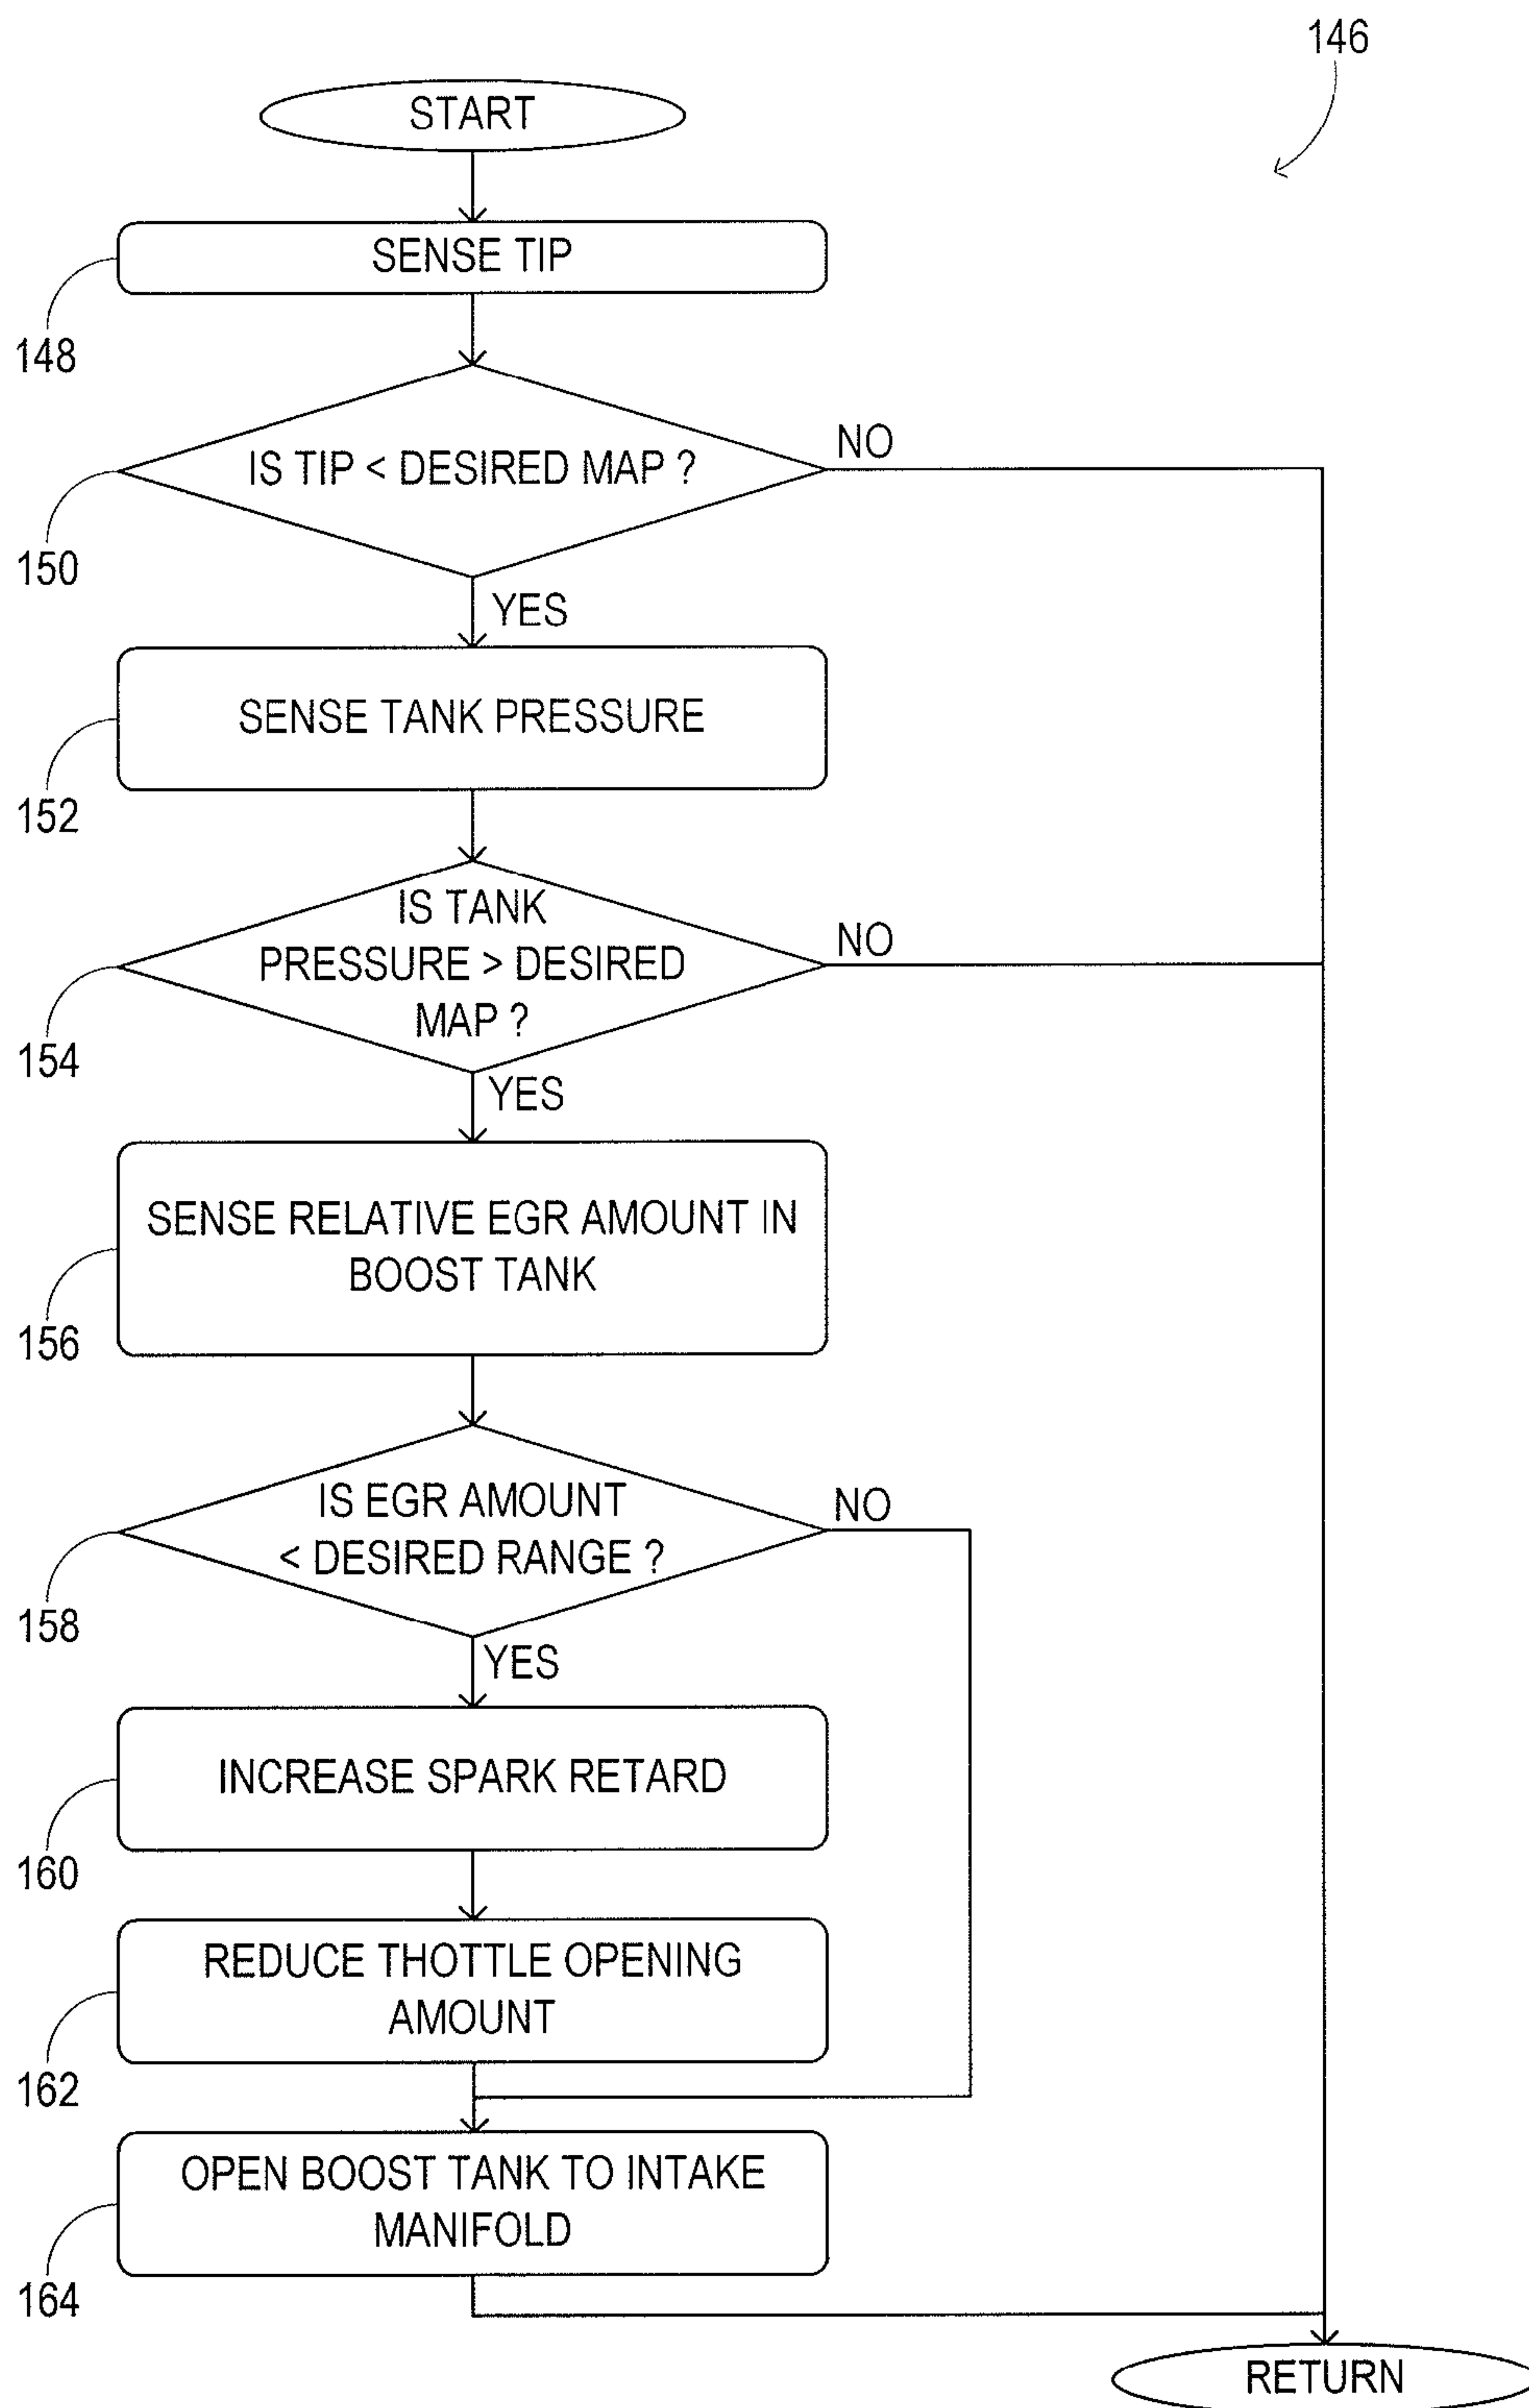 146
START
SENSE TIP
148
IS TIP < DESIRED MAP ?
NO
150
YES
SENSE TANK PRESSURE
152
IS TANK
PRESSURE > DESIRED
MAP ?
NO
154
YES
SENSE RELATIVE EGR AMOUNT IN
BOOST TANK
156
IS EGR AMOUNT
< DESIRED RANGE ?
NO
158
YES
INCREASE SPARK RETARD
160
REDUCE THOTTLE OPENING
AMOUNT
162
OPEN BOOST TANK TO INTAKE
MANIFOLD
164
RETURN